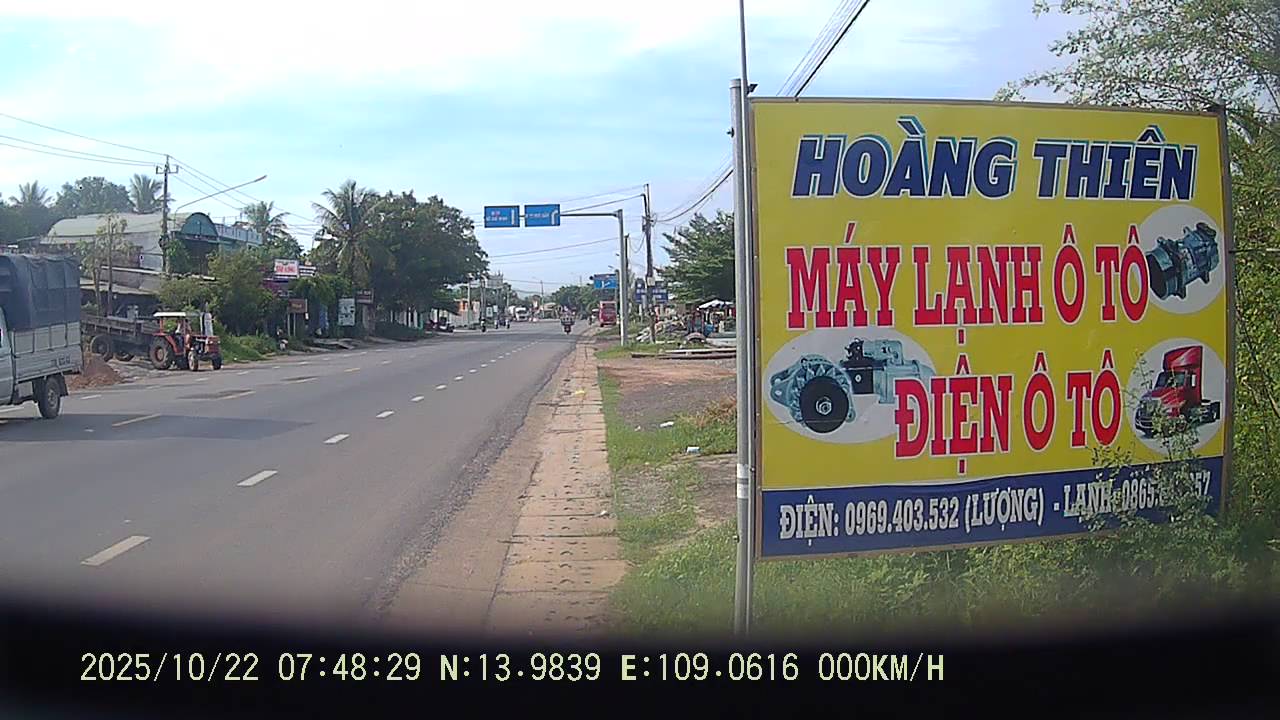 HOÀNG THIÊN
MÁY LẠNH Ô TÔ
ĐIỆN Ô TÔ
ĐIỆN: 0969.403.532 (LƯỢNG) - LẠNH:
2025/10/22 07:48:29 N:13.9839 E:109.0616 000KM/H